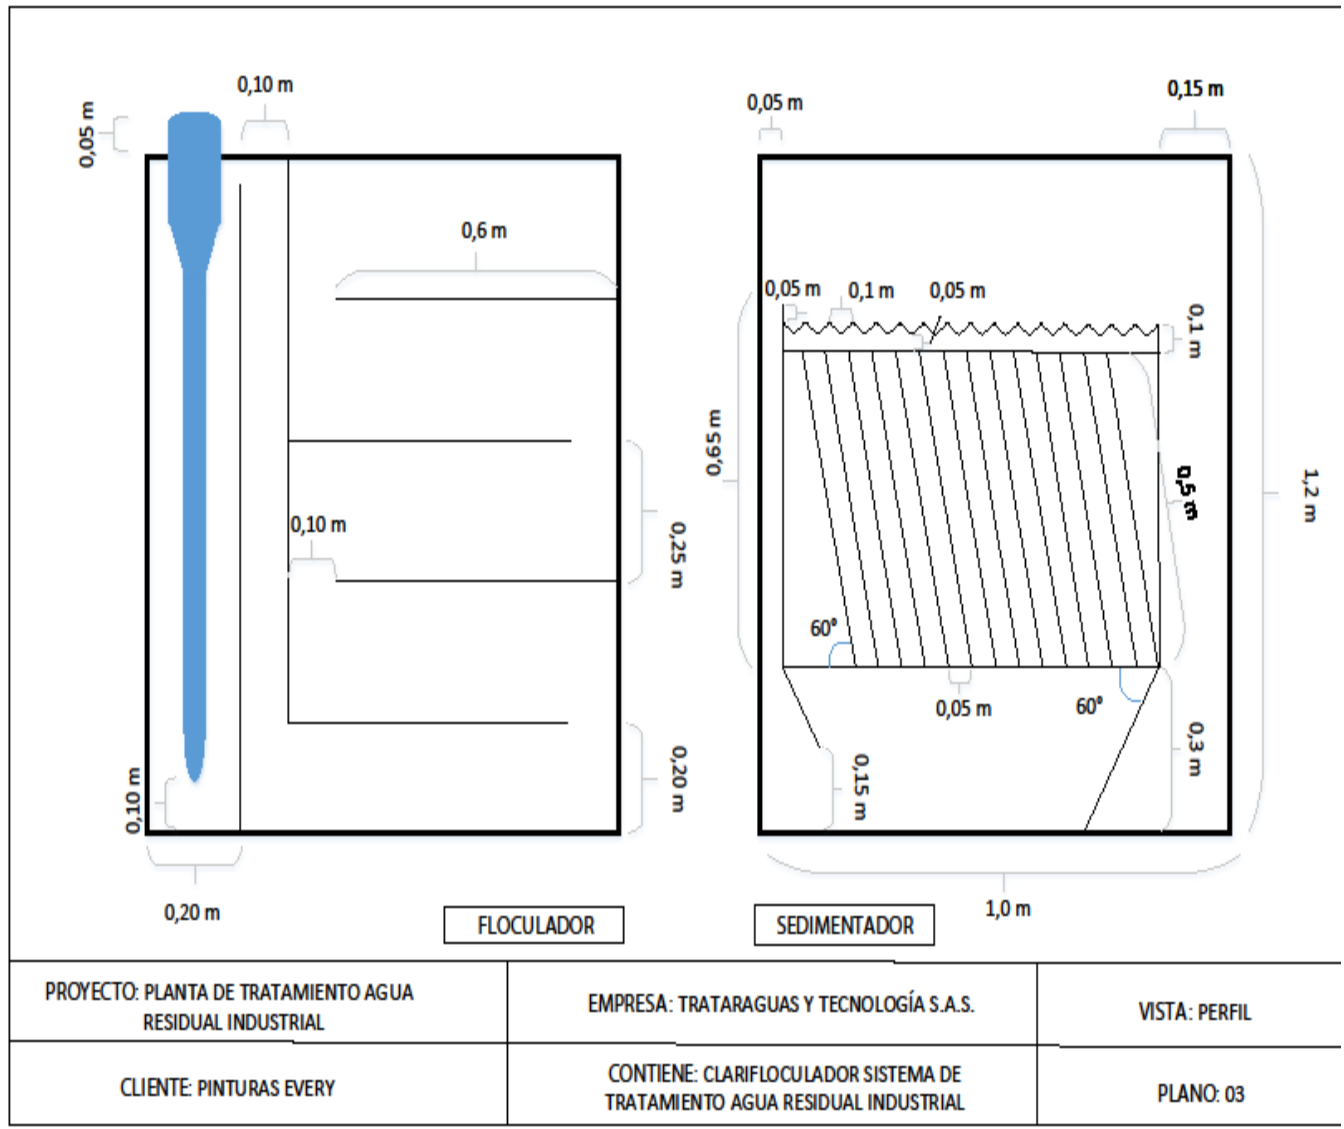 0,10 m
0,05 m
0,15 m
0,05 m
0,6 m
0,05 m
0,1 m
0,05 m
0,1 m
0,65 m
0,5 m
1,2 m
0,10 m
0,25 m
60°
0,05 m
60°
0,3 m
0,20 m
0,15 m
0,10 m
0,20 m
1,0 m
FLOCULADOR
SEDIMENTADOR
PROYECTO: PLANTA DE TRATAMIENTO AGUA
RESIDUAL INDUSTRIAL
EMPRESA: TRATARAGUAS Y TECNOLOGÍA S.A.S.
VISTA: PERFIL
CLIENTE: PINTURAS EVERY
CONTIENE: CLARIFLOCULADOR SISTEMA DE
TRATAMIENTO AGUA RESIDUAL INDUSTRIAL
PLANO: 03